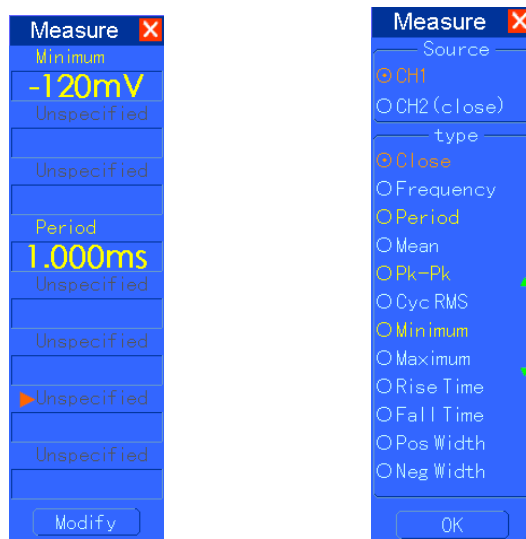 Measure X
Minimum
-120mV
Unspecified
Unspecified
Period
1.000ms
Unspecified
Unspecified
Unspecified
Unspecified
Modify
Measure X
Source
CH1
CH2(close)
type
Close
Frequency
Period
Mean
Pk-Pk
Cyc RMS
Minimum
Maximum
Rise Time
Fall Time
Pos Width
Neg Width
OK